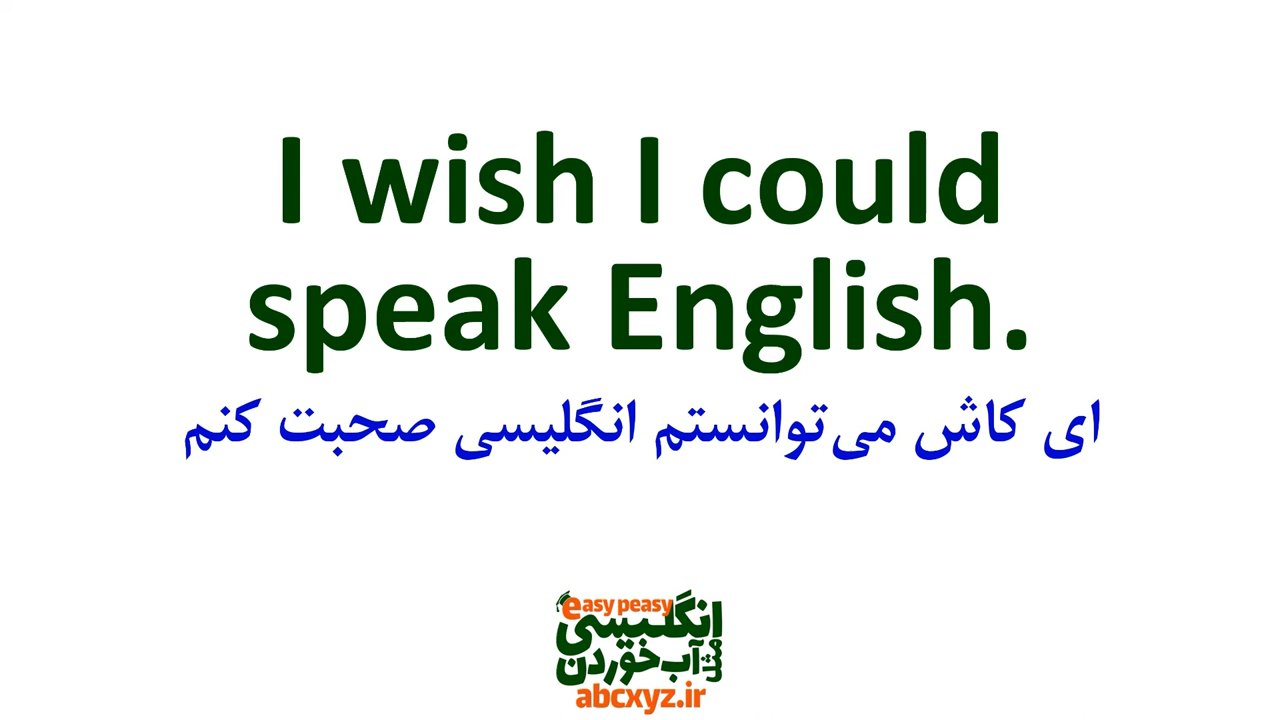 I wish I could
speak English.
ای کاش می‌توانستم انگلیسی صحبت کنم
easy peasy
انگلیسی
مثل آب خوردن
abcxyz.ir